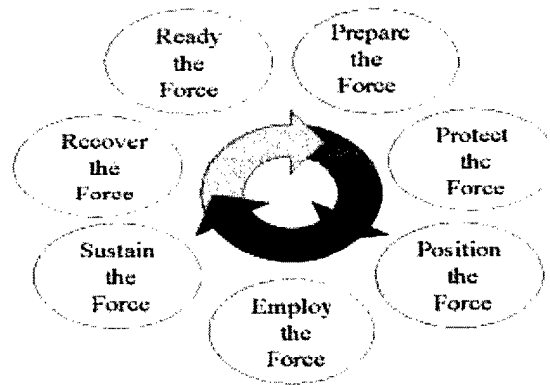 Ready
the
Force
Prepare
the
Force
Protect
the
Force
Position
the
Force
Employ
the
Force
Sustain
the
Force
Recover
the
Force